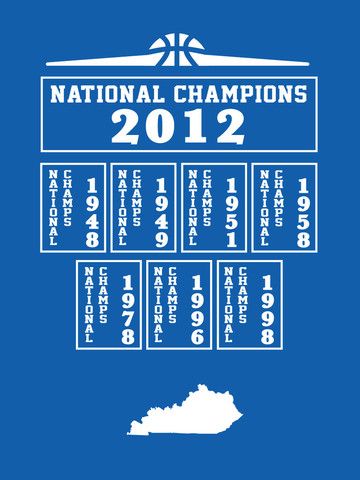 NATIONAL CHAMPIONS
2012
NATIONAL
CHAMPS
1948
NATIONAL
CHAMPS
1949
NATIONAL
CHAMPS
1951
NATIONAL
CHAMPS
1958
NATIONAL
CHAMPS
1978
NATIONAL
CHAMPS
1996
NATIONAL
CHAMPS
1998